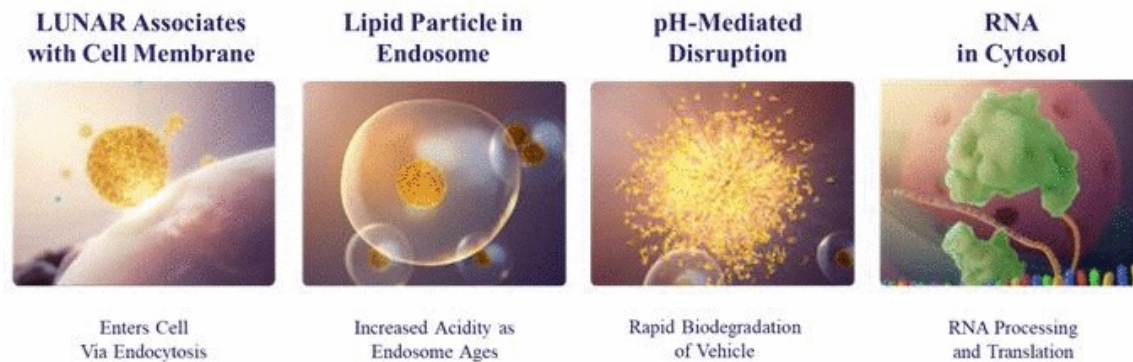 LUNAR Associates
with Cell Membrane
Lipid Particle in
Endosome
pH-Mediated
Disruption
RNA
in Cytosol
Enters Cell
Via Endocytosis
Increased Acidity as
Endosome Ages
Rapid Biodegradation
of Vehicle
RNA Processing
and Translation